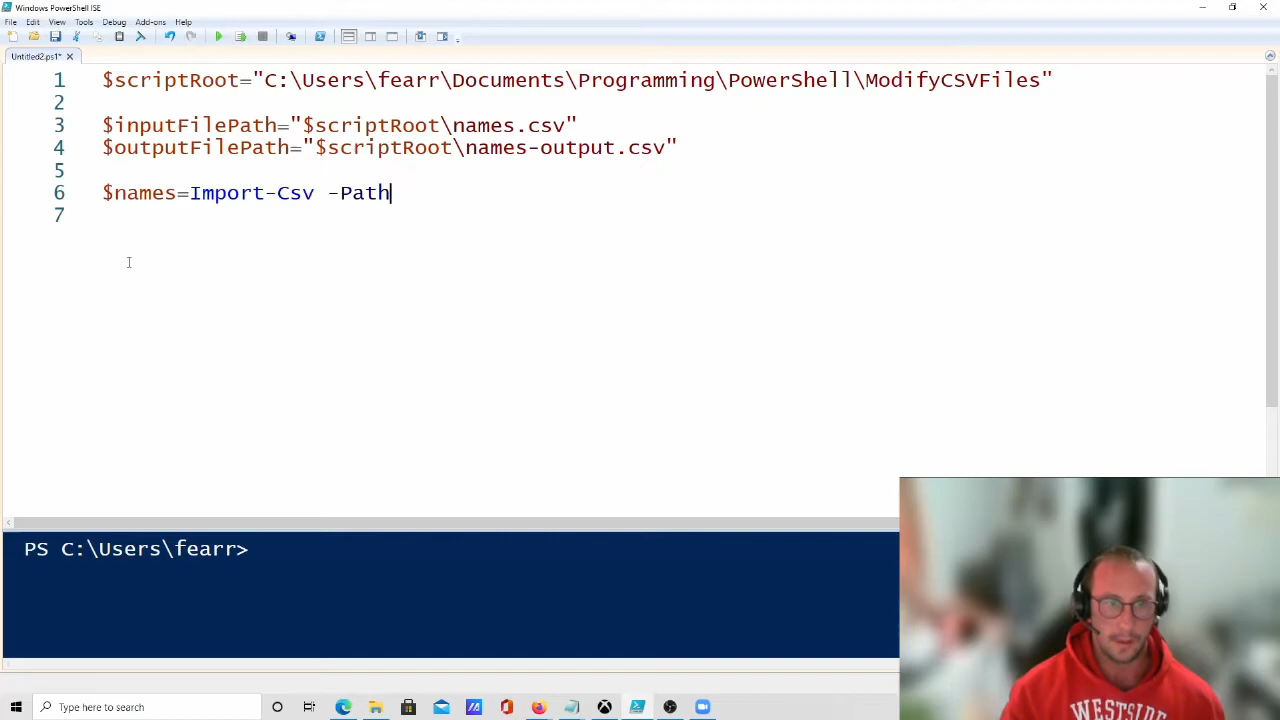 Windows PowerShell ISE
File Edit View Tools Debug Add-ons Help
Untitled2.ps1*
1 $scriptRoot="C:\Users\fearr\Documents\Programming\PowerShell\ModifyCSVFiles"
2
3 $inputFilePath="$scriptRoot\names.csv"
4 $outputFilePath="$scriptRoot\names-output.csv"
5
6 $names=Import-Csv -Path
7
PS C:\Users\fearr>
WESTSIDE
Type here to search